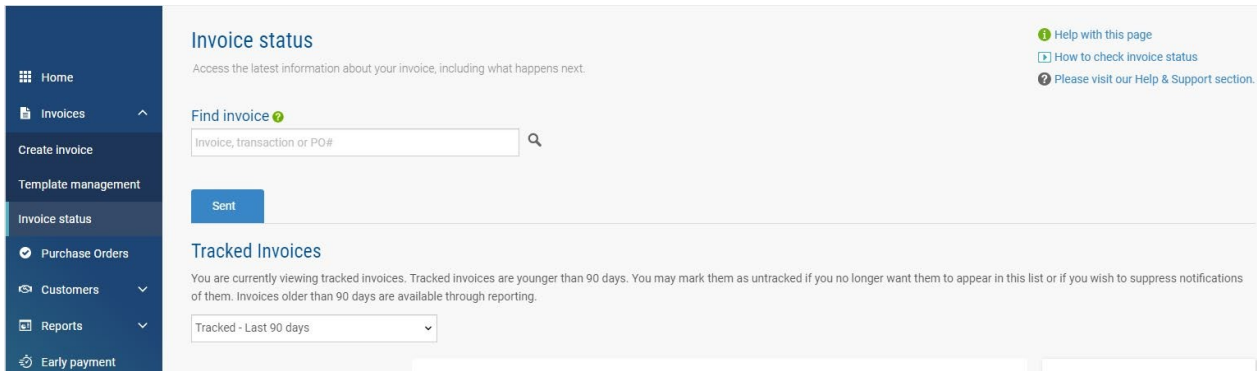 Home
Invoices
Create invoice
Template management
Invoice status
Purchase Orders
Customers
Reports
Early payment
Invoice status
Access the latest information about your invoice, including what happens next.
Help with this page
How to check invoice status
Please visit our Help & Support section.
Find invoice
Invoice, transaction or PO#
Sent
Tracked Invoices
You are currently viewing tracked invoices. Tracked invoices are younger than 90 days. You may mark them as untracked if you no longer want them to appear in this list or if you wish to suppress notifications
of them. Invoices older than 90 days are available through reporting.
Tracked - Last 90 days